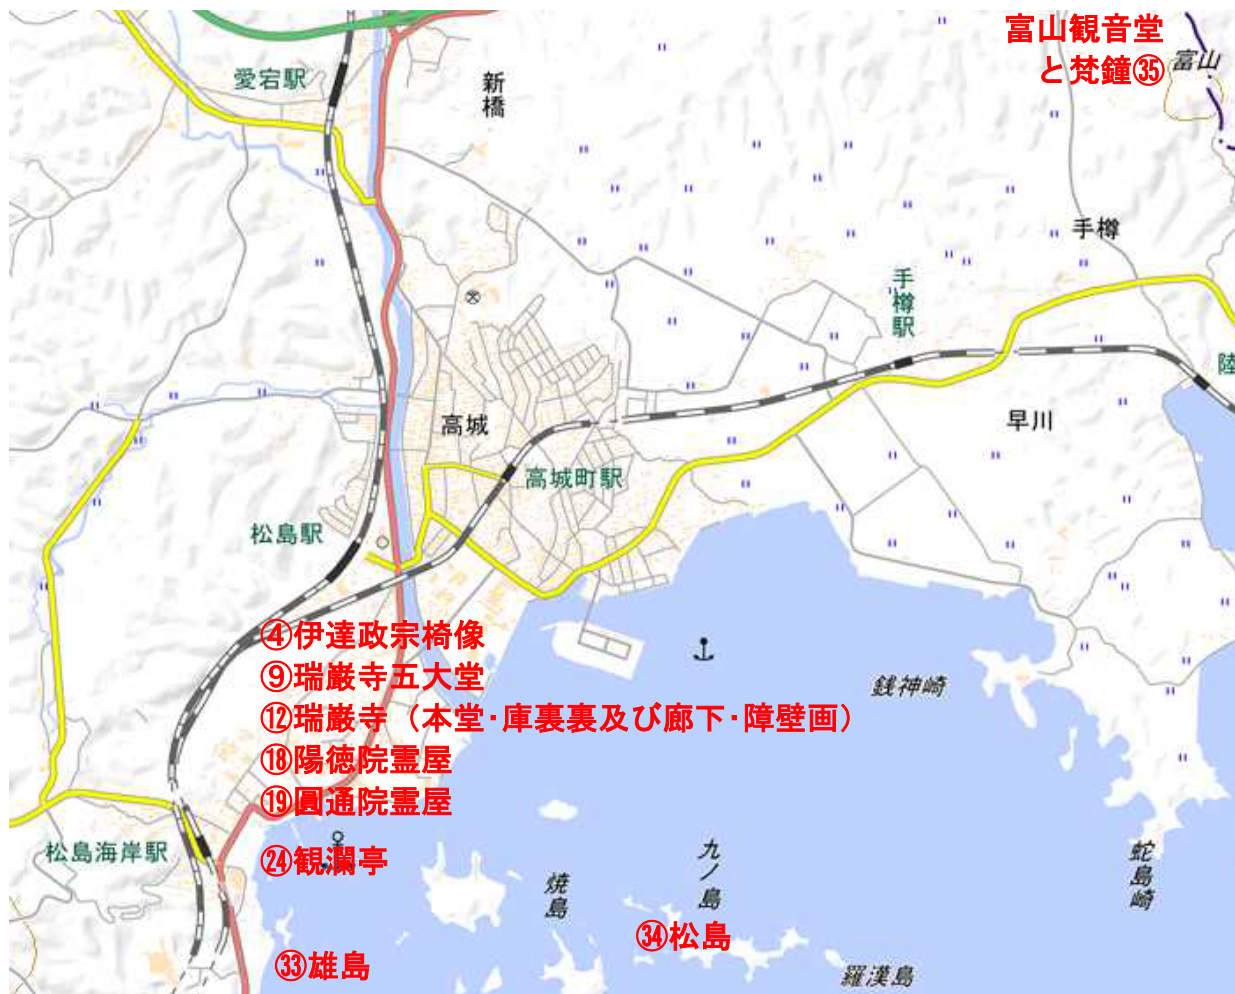 富山観音堂
と梵鐘㉟
富山
愛宕駅
新橋
手樽
手樽駅
陸
早川
高城
高城町駅
松島駅
④伊達政宗椅像
⑨瑞巌寺五大堂
⑫瑞巌寺（本堂・庫裏裏及び廊下・障壁画）
⑱陽徳院霊屋
⑲圓通院霊屋
銭神崎
松島海岸駅
㉔観瀾亭
九ノ島
焼島
蛇島崎
㉞松島
㉝雄島
羅漢島